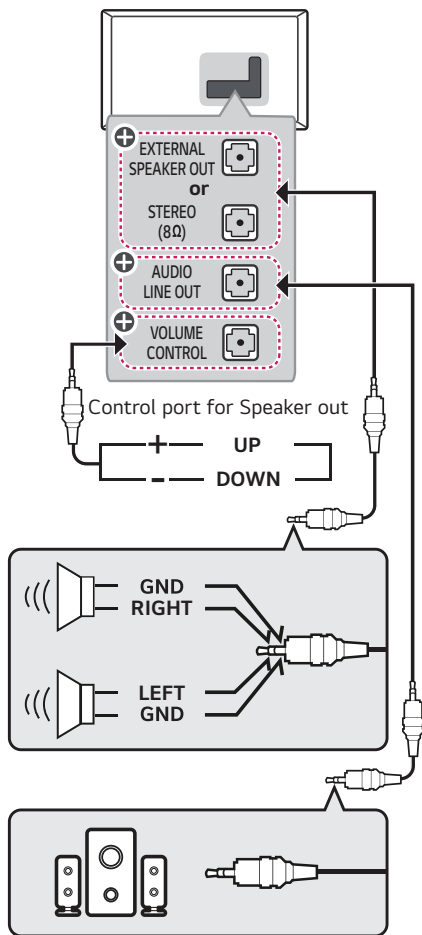 EXTERNAL
SPEAKER OUT
or
STEREO
(8Ω)
AUDIO
LINE OUT
VOLUME
CONTROL
Control port for Speaker out
+ UP
- DOWN
GND
RIGHT
LEFT
GND